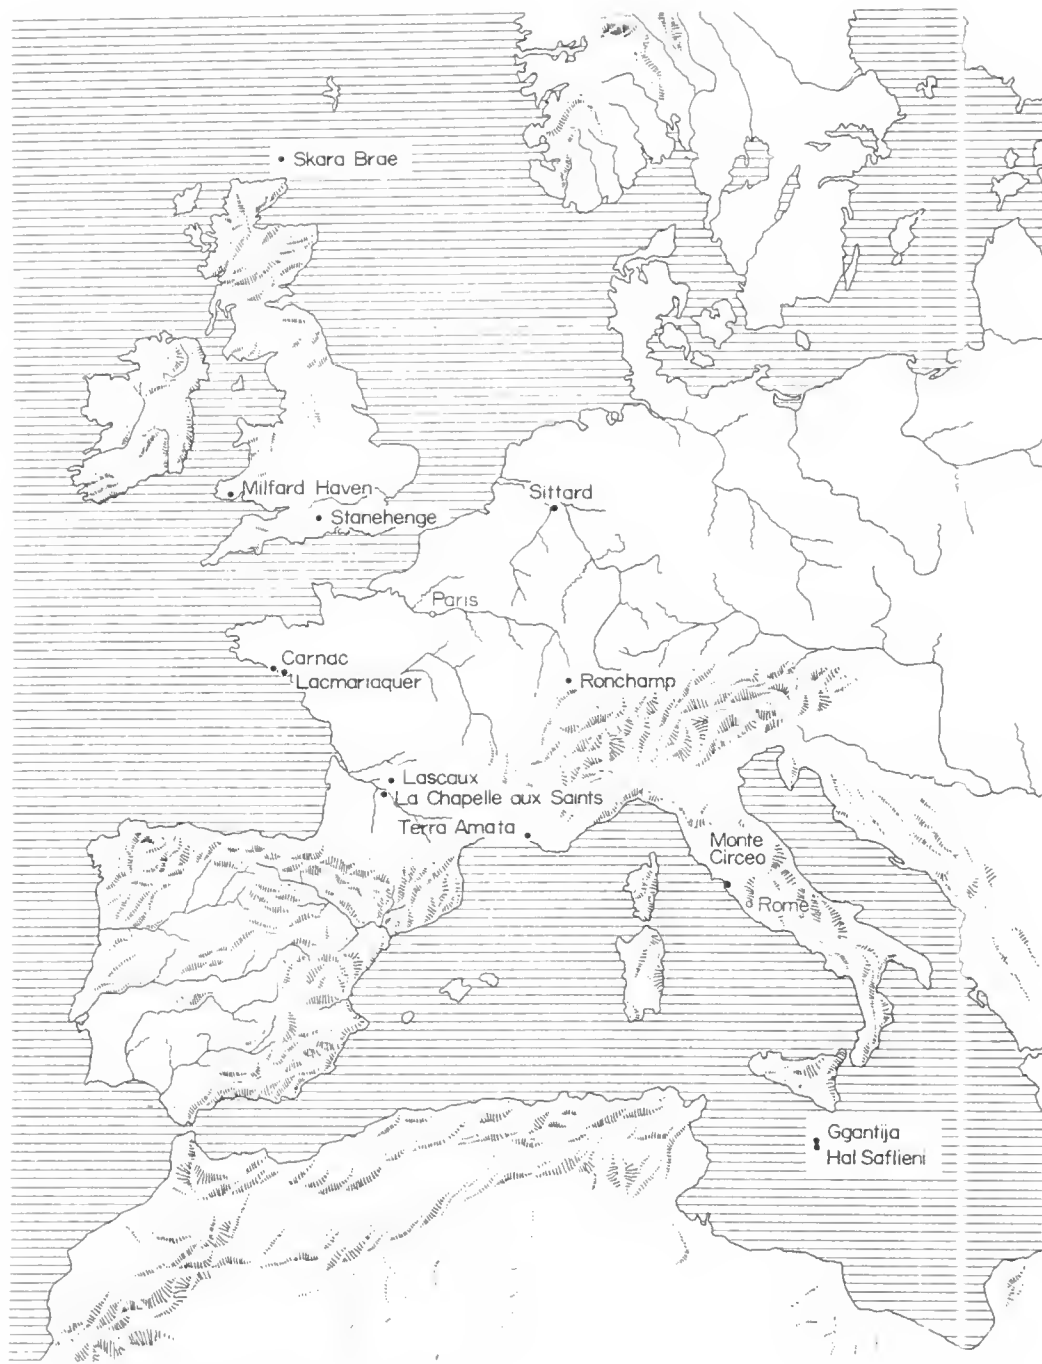 Skara Brae
Milfard Haven
Stanehenge
Sittard
Paris
Carnac
Lacmariaquer
Ronchamp
Lascaux
La Chapelle aux Saints
Terra Amata
Monte
Circeo
Rome
Ggantija
Hal Saflieni